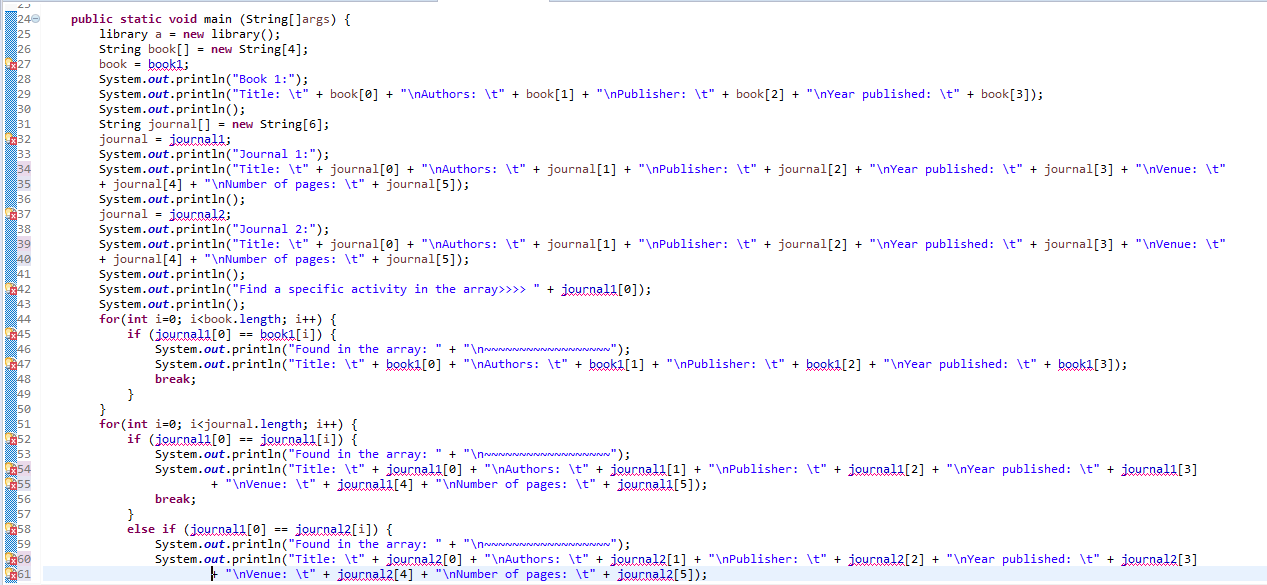 24 public static void main (String[]args) {
25 library a = new library();
26 String book[] = new String[4];
27 book = book1;
28 System.out.println("Book 1:");
29 System.out.println("Title: \t" + book[0] + "\nAuthors: \t" + book[1] + "\nPublisher: \t" + book[2] + "\nYear published: \t" + book[3]);
30 System.out.println();
31 String journal[] = new String[6];
32 journal = journal1;
33 System.out.println("Journal 1:");
34 System.out.println("Title: \t" + journal[0] + "\nAuthors: \t" + journal[1] + "\nPublisher: \t" + journal[2] + "\nYear published: \t" + journal[3] + "\nVenue: \t"
35 + journal[4] + "\nNumber of pages: \t" + journal[5]);
36 System.out.println();
37 journal = journal2;
38 System.out.println("Journal 2:");
39 System.out.println("Title: \t" + journal[0] + "\nAuthors: \t" + journal[1] + "\nPublisher: \t" + journal[2] + "\nYear published: \t" + journal[3] + "\nVenue: \t"
40 + journal[4] + "\nNumber of pages: \t" + journal[5]);
41 System.out.println();
42 System.out.println("Find a specific activity in the array>>>> " + journal1[0]);
43 System.out.println();
44 for(int i=0; i<book.length; i++) {
45 if (journal1[0] == book1[i]) {
46 System.out.println("Found in the array: " + "\n~~~~~~~~~~~~~~~~~~");
47 System.out.println("Title: \t" + book1[0] + "\nAuthors: \t" + book1[1] + "\nPublisher: \t" + book1[2] + "\nYear published: \t" + book1[3]);
48 break;
49 }
50 }
51 for(int i=0; i<journal.length; i++) {
52 if (journal1[0] == journal1[i]) {
53 System.out.println("Found in the array: " + "\n~~~~~~~~~~~~~~~~~~");
54 System.out.println("Title: \t" + journal1[0] + "\nAuthors: \t" + journal1[1] + "\nPublisher: \t" + journal1[2] + "\nYear published: \t" + journal1[3]
55 + "\nVenue: \t" + journal1[4] + "\nNumber of pages: \t" + journal1[5]);
56 break;
57 }
58 else if (journal1[0] == journal2[i]) {
59 System.out.println("Found in the array: " + "\n~~~~~~~~~~~~~~~~~~");
60 System.out.println("Title: \t" + journal2[0] + "\nAuthors: \t" + journal2[1] + "\nPublisher: \t" + journal2[2] + "\nYear published: \t" + journal2[3]
61 + "\nVenue: \t" + journal2[4] + "\nNumber of pages: \t" + journal2[5]);